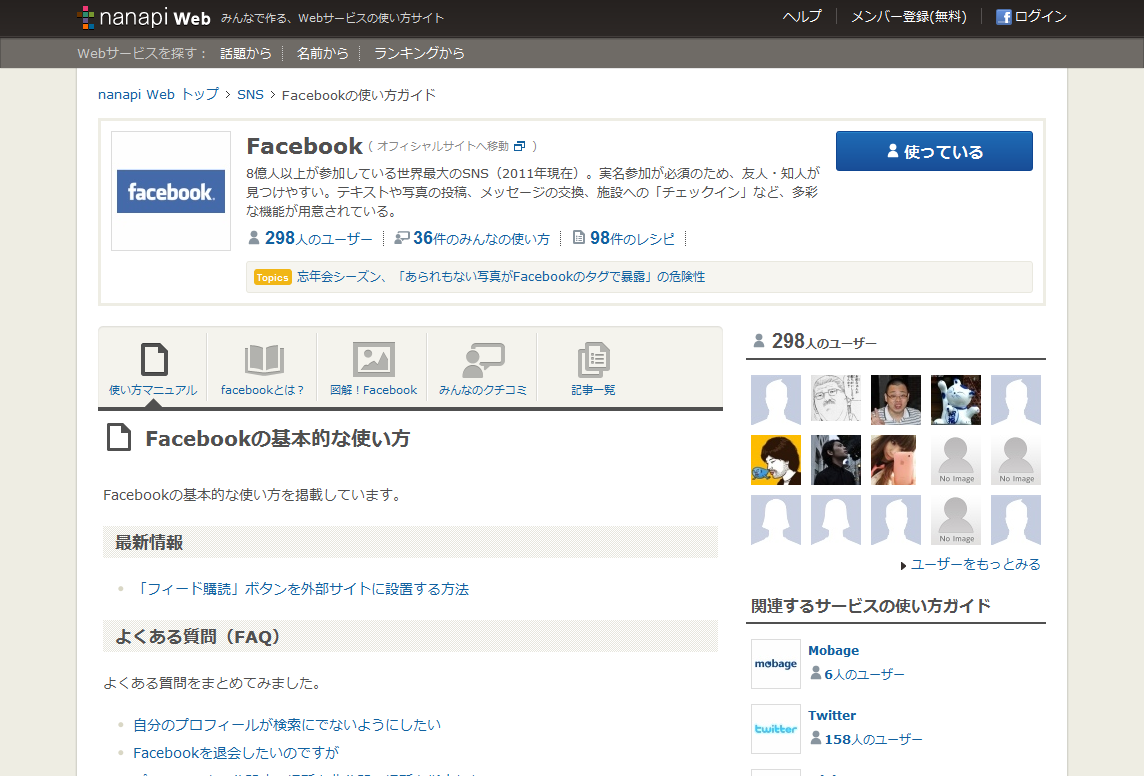 nanapi Web みんなで作る、Webサービスの使い方サイト
ヘルプ メンバー登録(無料) ログイン
Webサービスを探す： 話題から 名前から ランキングから
nanapi Web トップ › SNS › Facebookの使い方ガイド
facebook.
Facebook（ オフィシャルサイトへ移動 ）
使っている
8億人以上が参加している世界最大のSNS（2011年現在）。実名参加が必須のため、友人・知人が
見つけやすい。テキストや写真の投稿、メッセージの交換、施設への「チェックイン」など、多彩
な機能が用意されている。
298人のユーザー 36件のみんなの使い方 98件のレシピ
Topics 忘年会シーズン、「あられもない写真がFacebookのタグで暴露」の危険性
使い方マニュアル facebookとは？ 図解！Facebook みんなのクチコミ 記事一覧
Facebookの基本的な使い方
Facebookの基本的な使い方を掲載しています。
最新情報
「フィード購読」ボタンを外部サイトに設置する方法
よくある質問（FAQ）
よくある質問をまとめてみました。
自分のプロフィールが検索にでないようにしたい
Facebookを退会したいのですが
298人のユーザー
No Image
No Image
No Image
ユーザーをもっとみる
関連するサービスの使い方ガイド
mobage
Mobage
6人のユーザー
twitter
Twitter
158人のユーザー